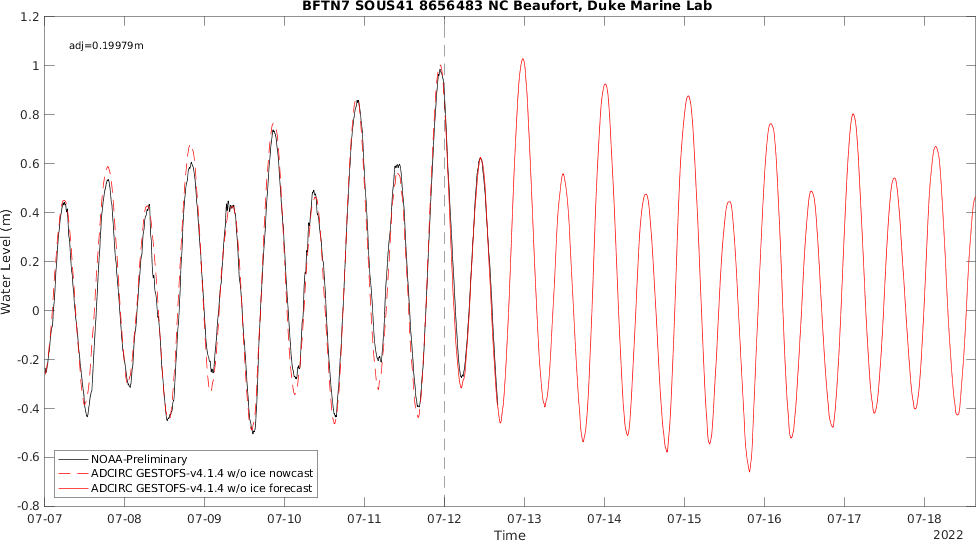 BFTN7 SOUS41 8656483 NC Beaufort, Duke Marine Lab
adj=0.19979m
1.2
1
0.8
0.6
0.4
0.2
0
-0.2
-0.4
-0.6
-0.8
Water Level (m)
NOAA-Preliminary
ADCIRC GESTOFS-v4.1.4 w/o ice nowcast
ADCIRC GESTOFS-v4.1.4 w/o ice forecast
07-07 07-08 07-09 07-10 07-11 07-12 07-13 07-14 07-15 07-16 07-17 07-18
Time
2022